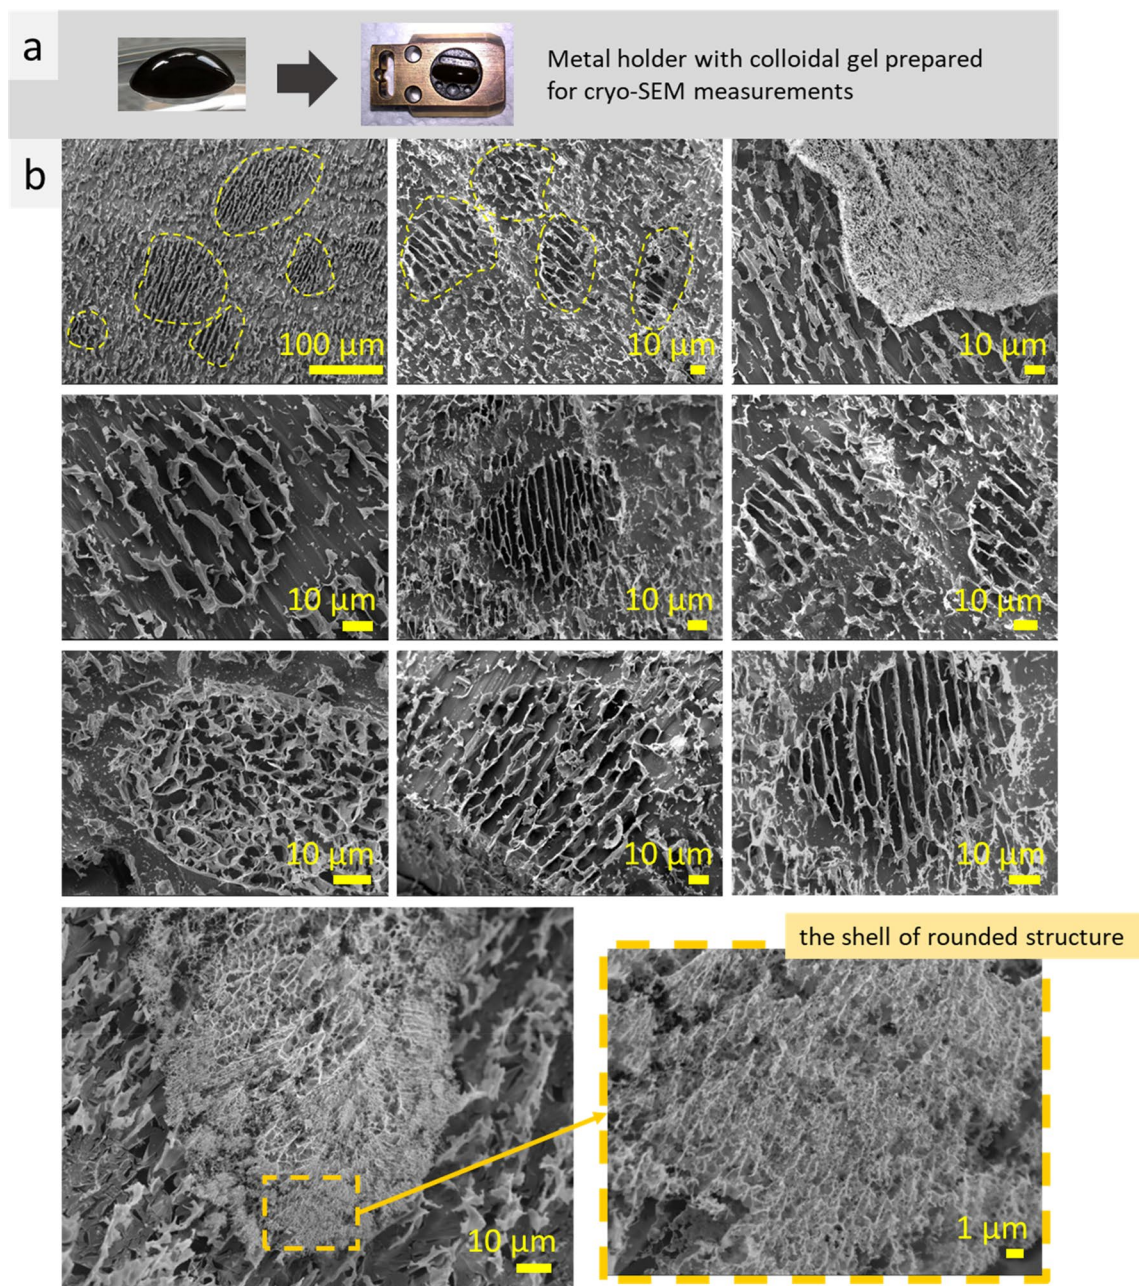 a
Metal holder with colloidal gel prepared
for cryo-SEM measurements
b
100 µm
10 µm
10 µm
10 µm
10 µm
10 µm
10 µm
10 µm
10 µm
the shell of rounded structure
10 µm
1 µm